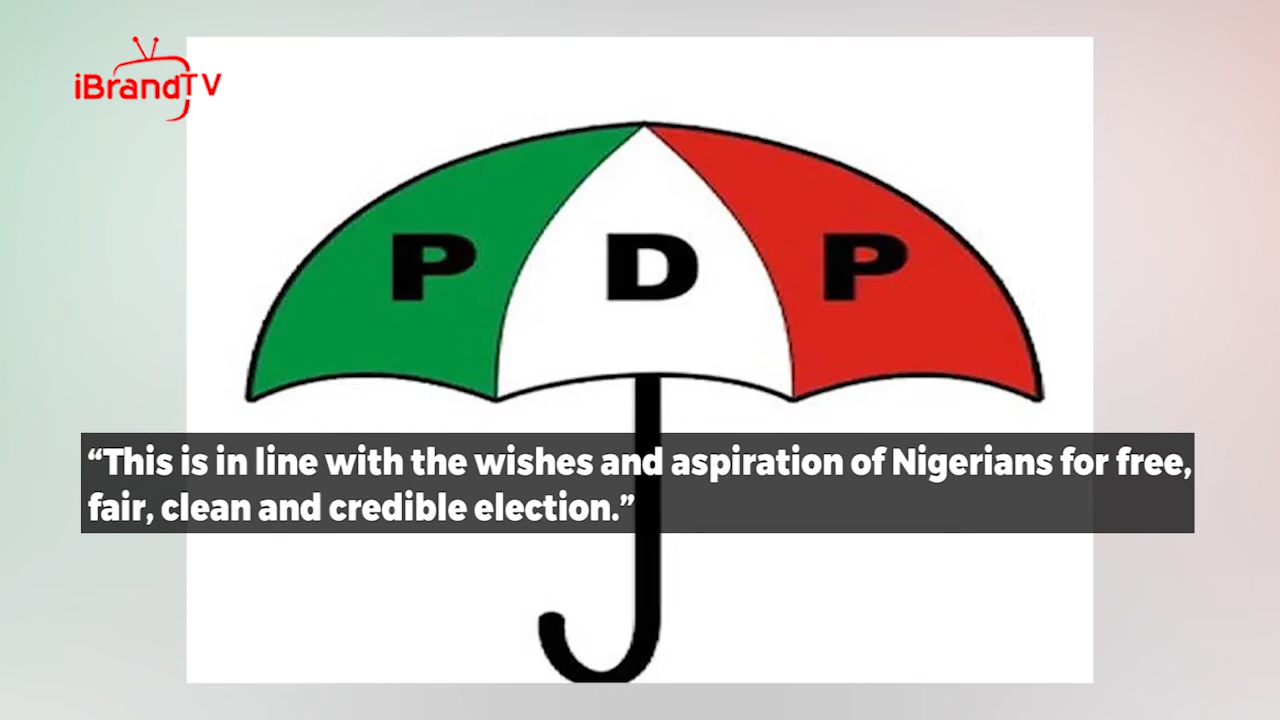 iBrandTV
P D P
“This is in line with the wishes and aspiration of Nigerians for free,
fair, clean and credible election.”